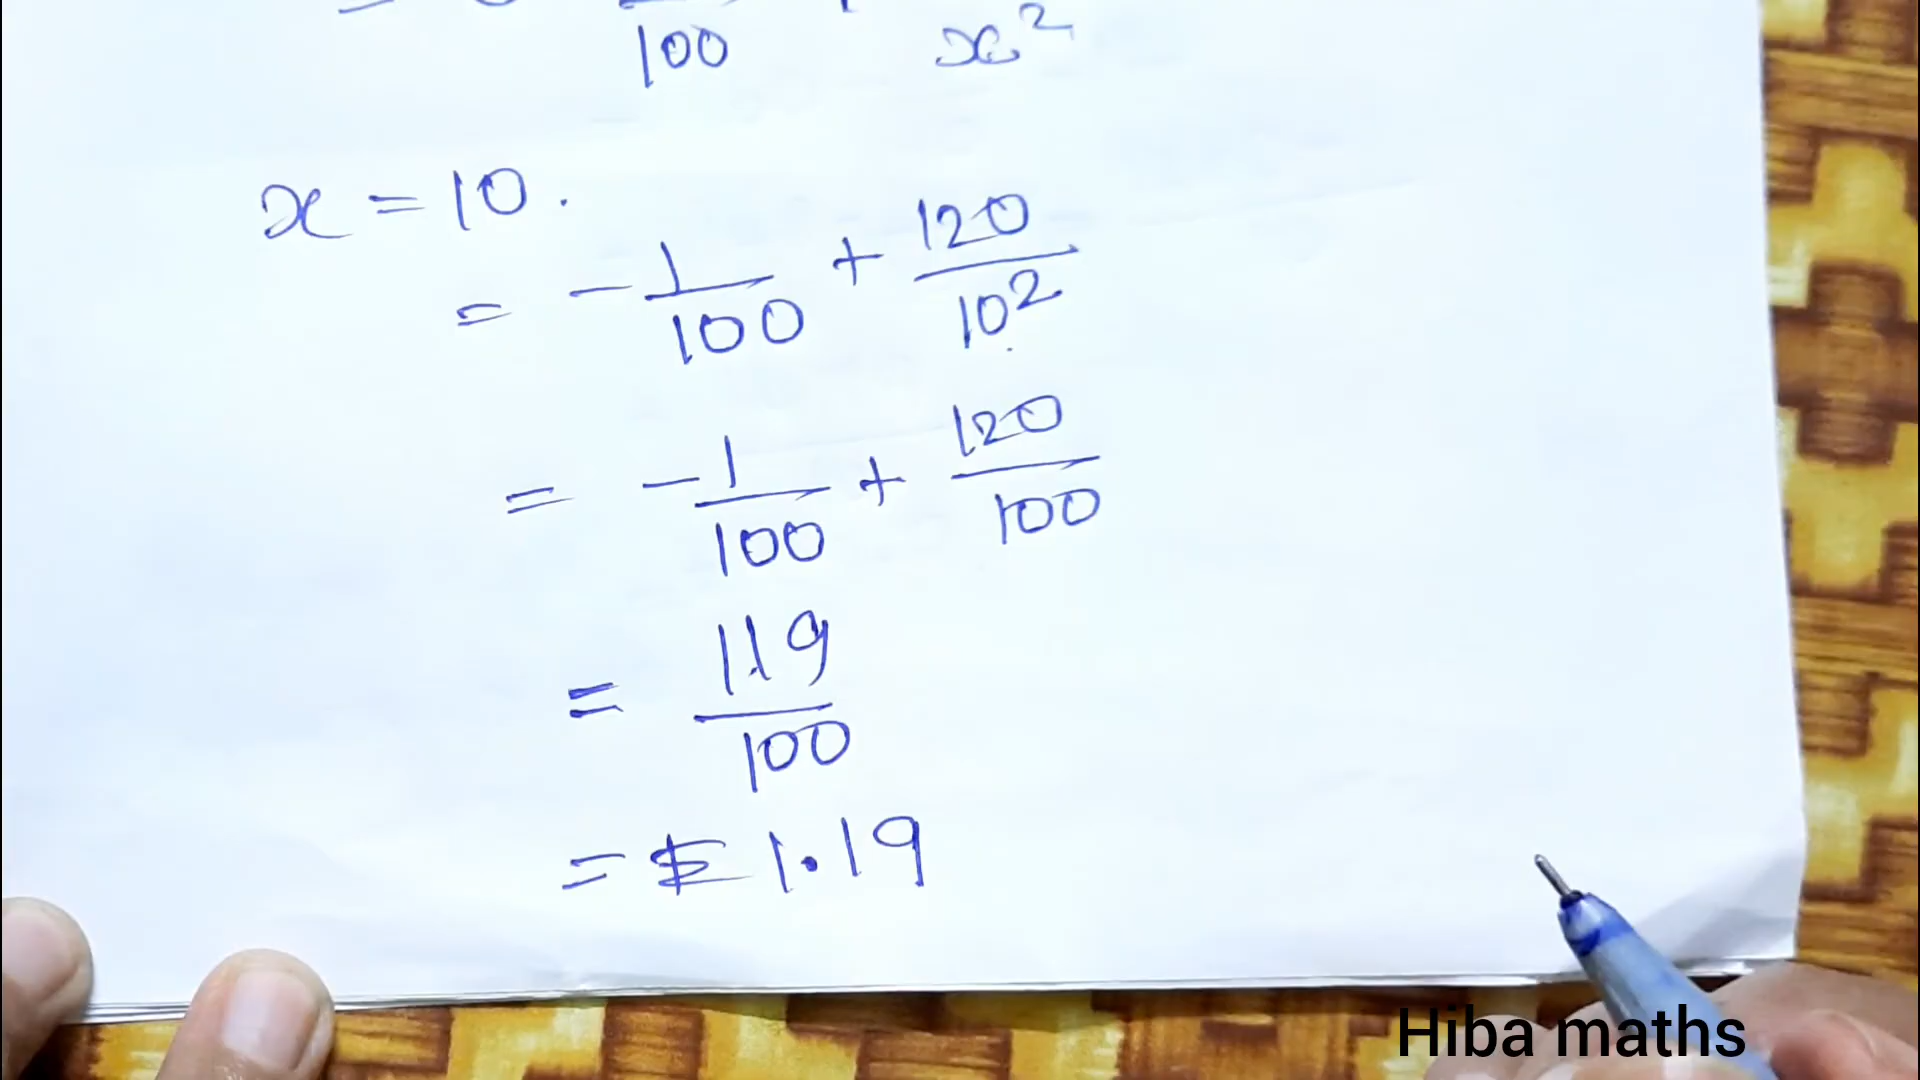 = 100 x²
x = 10.
= -1/100 + 120/10²
= -1/100 + 120/100
= 119/100
= $ 1.19
Hiba maths